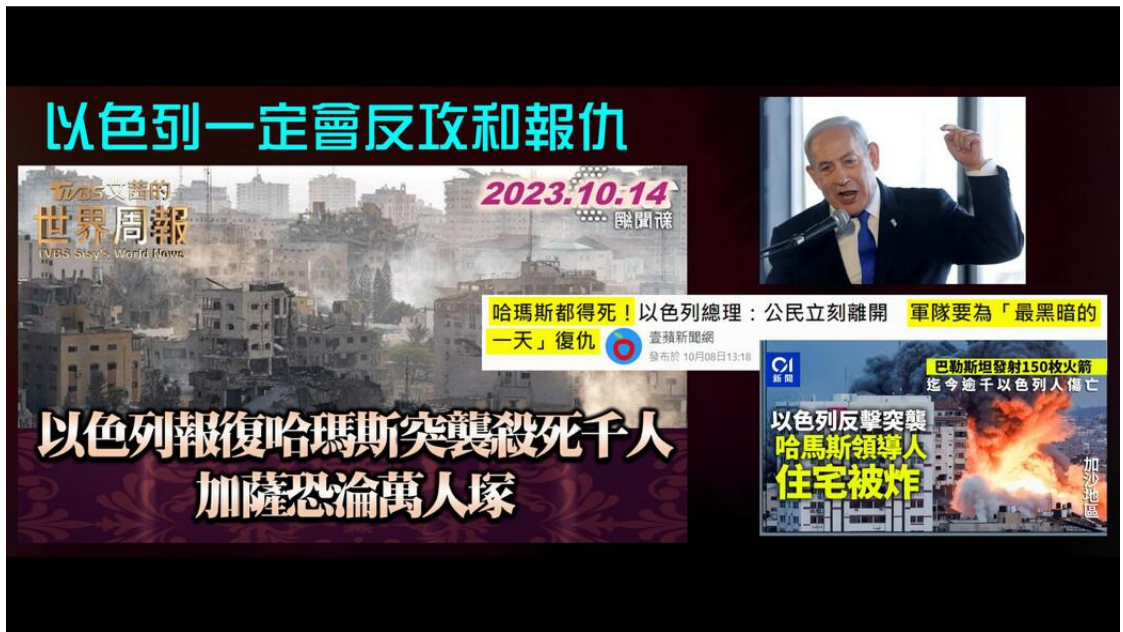 以色列一定會反攻和報仇
TVBS文茜的
世界周報
TVBS Sisy's World News
2023.10.14
新聞網
以色列報復哈瑪斯突襲殺死千人
加薩恐淪萬人塚
哈瑪斯都得死！以色列總理：公民立刻離開 軍隊要為「最黑暗的
一天」復仇
壹蘋新聞網
發布於 10月08日13:18
01
新聞
巴勒斯坦發射150枚火箭
迄今逾千以色列人傷亡
以色列反擊突襲
哈馬斯領導人
住宅被炸
加沙地區